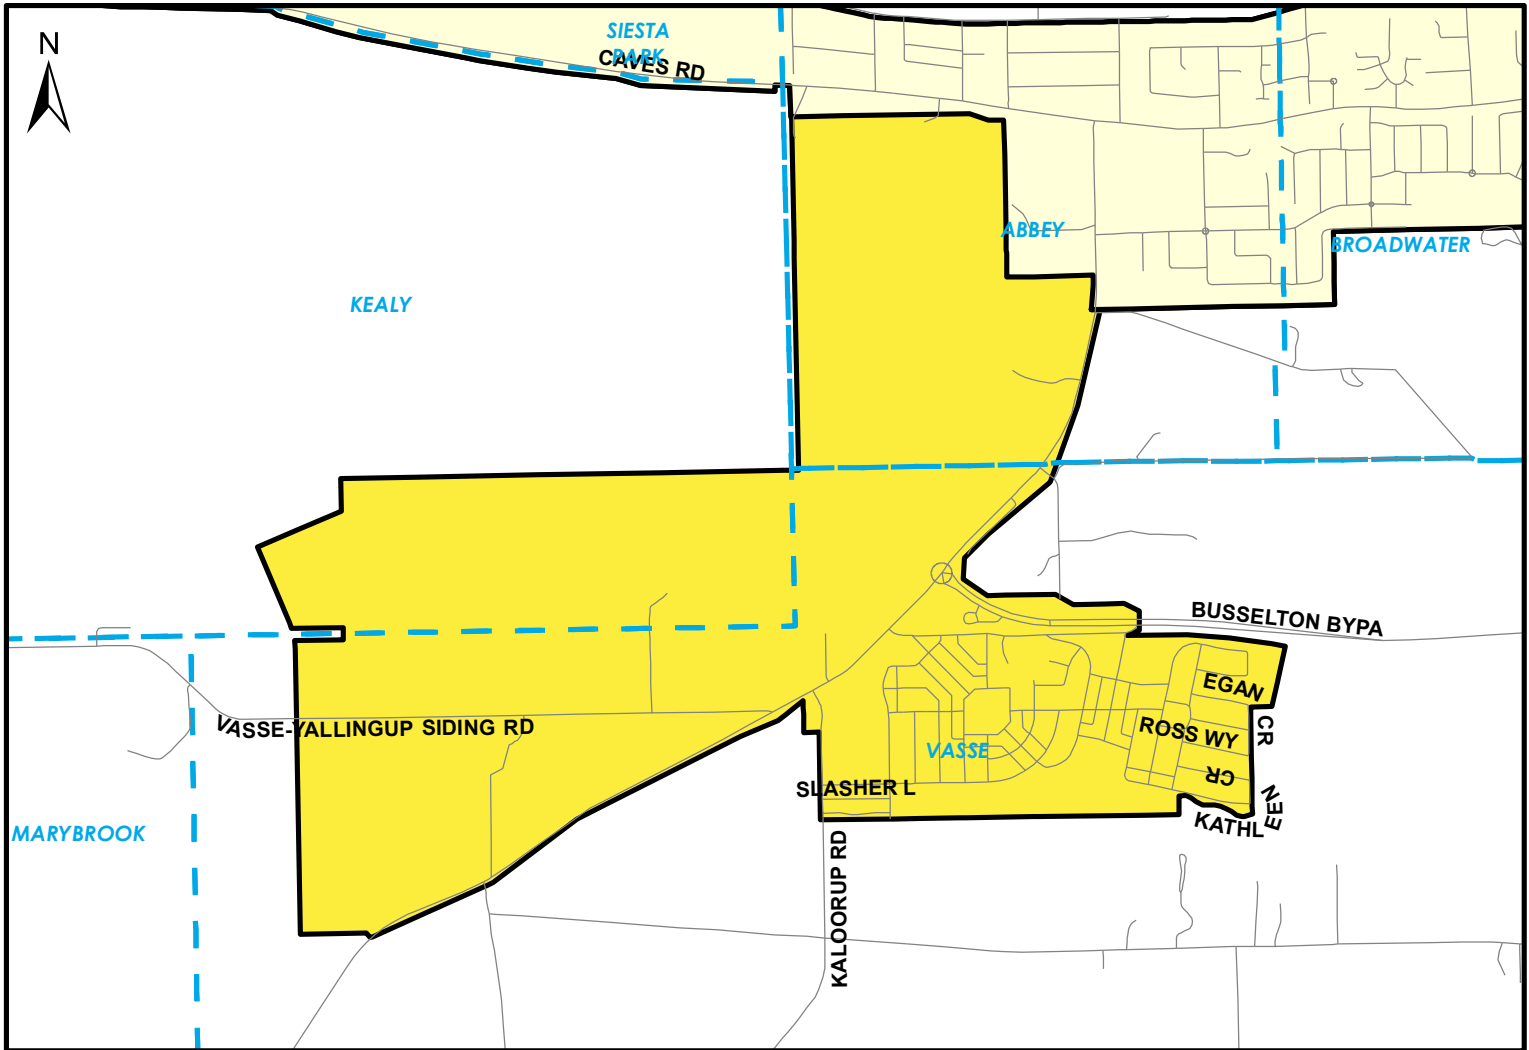 N
SIESTA
PARK
CAVES RD
ABBEY
BROADWATER
KEALY
BUSSELTON BYPA
EGAN
CR
ROSS WY
VASSE-YALLINGUP SIDING RD
VASSE
CR
SLASHER L
KATHL
EEN
MARYBROOK
KALOORUP RD